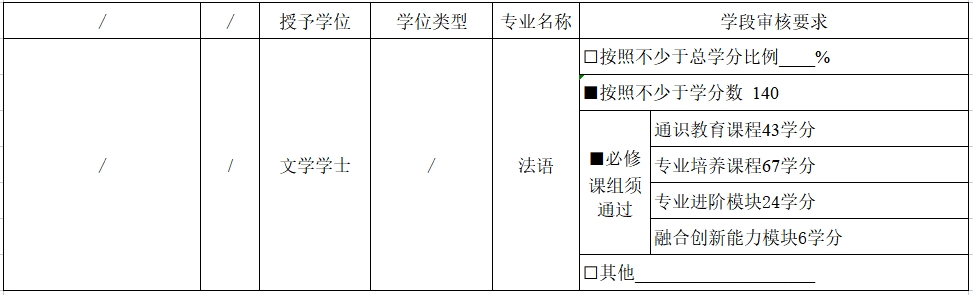 / / 授予学位 学位类型 专业名称 学段审核要求
□按照不少于总学分比例____%
■按照不少于学分数 140
/ / 文学学士 / 法语
■必修
课组须
通过
通识教育课程43学分
专业培养课程67学分
专业进阶模块24学分
融合创新能力模块6学分
□其他____________________